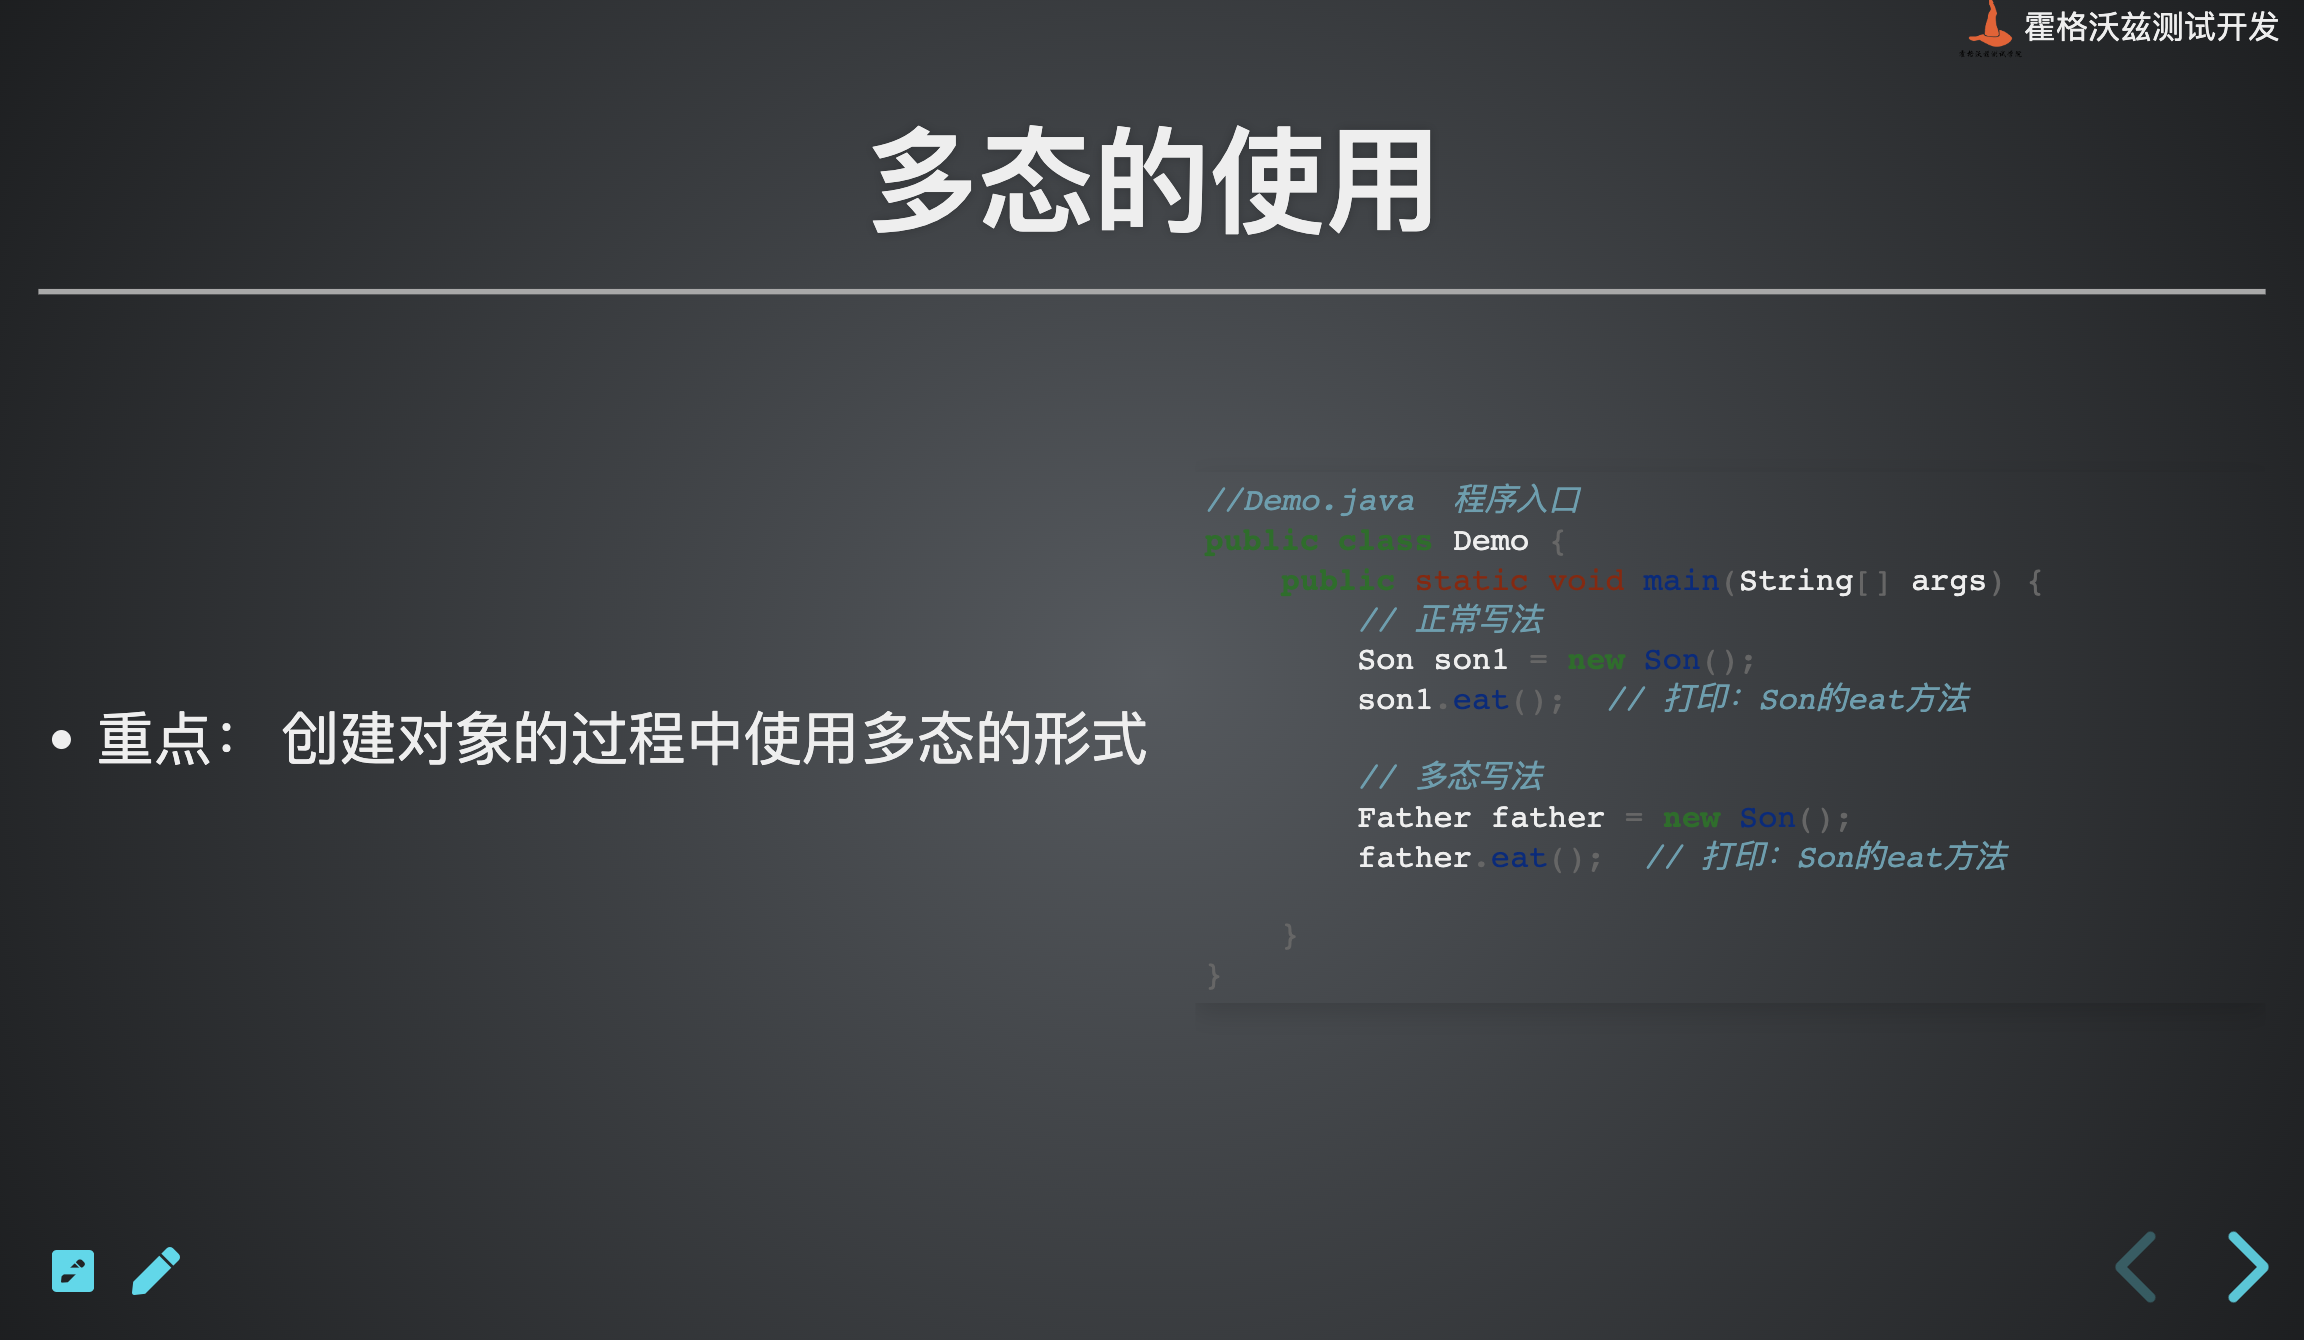 霍格沃兹测试开发
多态的使用
• 重点： 创建对象的过程中使用多态的形式
//Demo.java  程序入口
public class Demo {
    public static void main(String[] args) {
        // 正常写法
        Son son1 = new Son();
        son1.eat();  // 打印：Son的eat方法
        // 多态写法
        Father father = new Son();
        father.eat();  // 打印：Son的eat方法
    }
}